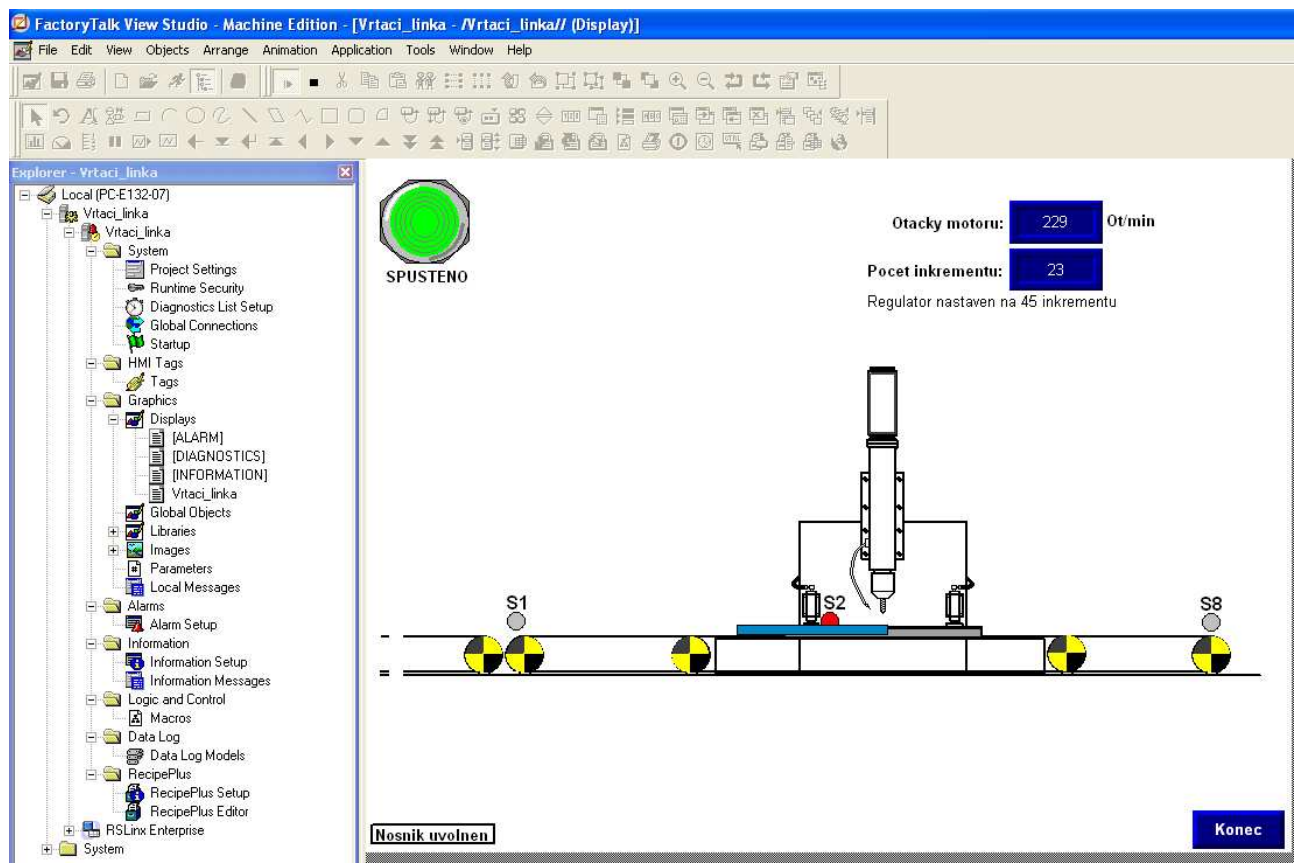 FactoryTalk View Studio - Machine Edition - [Vrtaci_linka - /Vrtaci_linka// (Display)]
File Edit View Objects Arrange Animation Application Tools Window Help
Explorer - Vrtaci_linka
Local (PC-E132-07)
Vrtaci_linka
Vrtaci_linka
System
Project Settings
Runtime Security
Diagnostics List Setup
Global Connections
Startup
HMI Tags
Tags
Graphics
Displays
[ALARM]
[DIAGNOSTICS]
[INFORMATION]
Vrtaci_linka
Global Objects
Libraries
Images
Parameters
Local Messages
Alarms
Alarm Setup
Information
Information Setup
Information Messages
Logic and Control
Macros
Data Log
Data Log Models
RecipePlus
RecipePlus Setup
RecipePlus Editor
RSLinx Enterprise
System
SPUSTENO
Otacky motoru: 229 Ot/min
Pocet inkrementu: 23
Regulator nastaven na 45 inkrementu
S1
S2
S8
Nosnik uvolnen
Konec